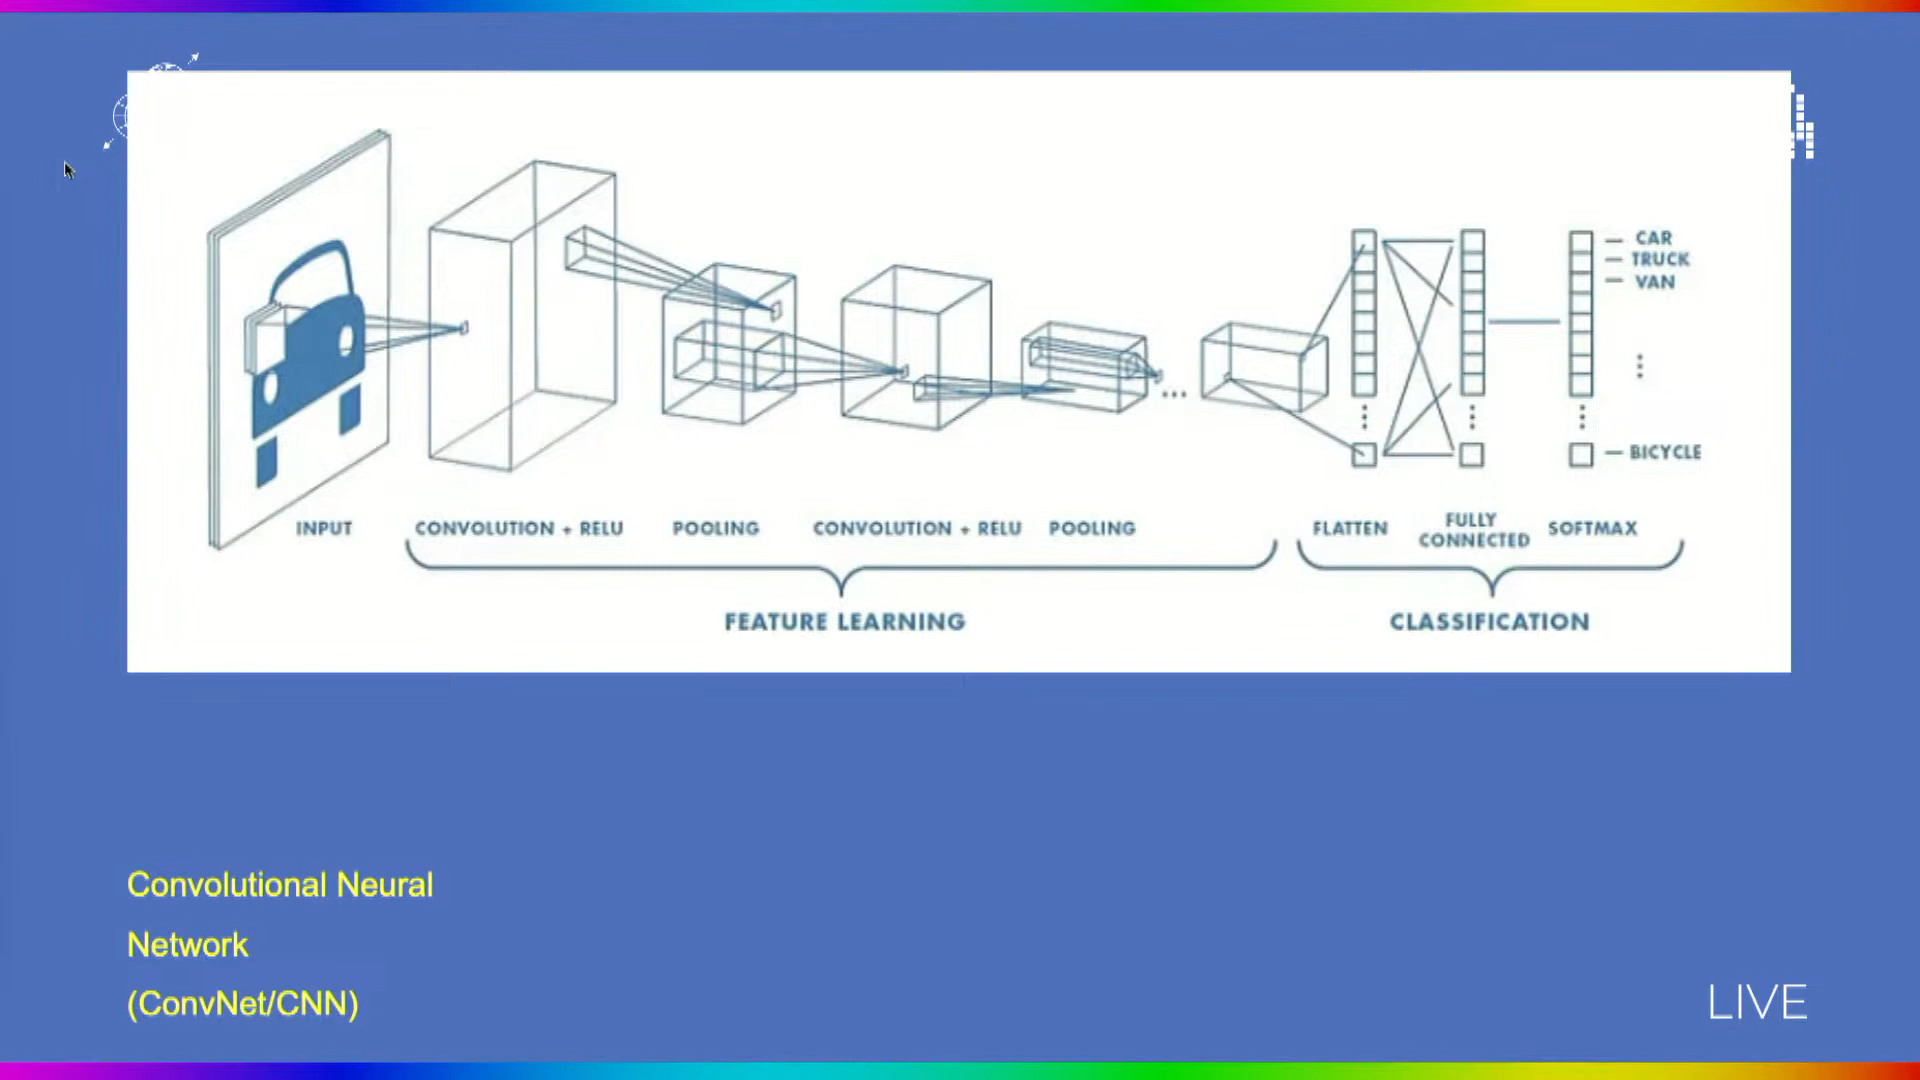 CAR
TRUCK
VAN
BICYCLE
INPUT
CONVOLUTION + RELU
POOLING
CONVOLUTION + RELU
POOLING
FLATTEN
FULLY
CONNECTED
SOFTMAX
FEATURE LEARNING
CLASSIFICATION
Convolutional Neural
Network
(ConvNet/CNN)
LIVE